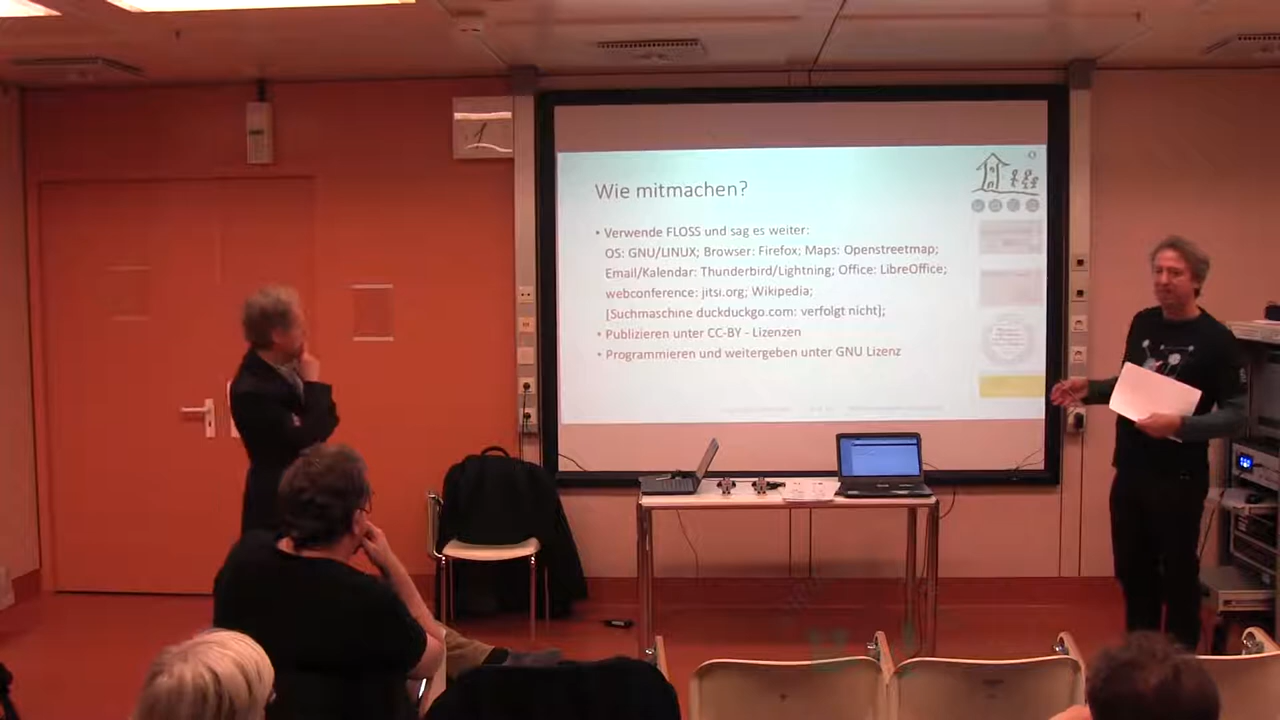 Wie mitmachen?
• Verwende FLOSS und sag es weiter:
OS: GNU/LINUX; Browser: Firefox; Maps: Openstreetmap;
Email/Kalendar: Thunderbird/Lightning; Office: LibreOffice;
webconference: jitsi.org; Wikipedia;
[Suchmaschine duckduckgo.com: verfolgt nicht];
• Publizieren unter CC-BY - Lizenzen
• Programmieren und weitergeben unter GNU Lizenz